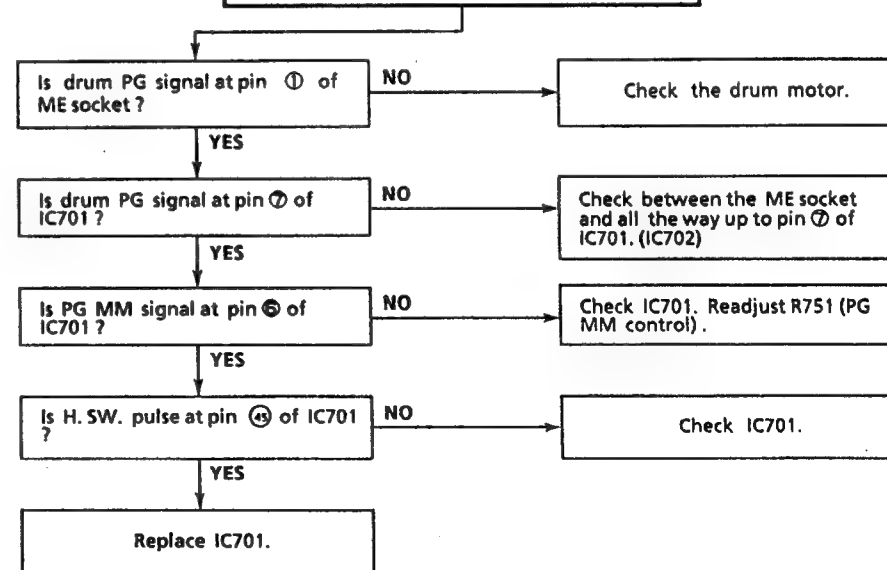 Is drum PG signal at pin ① of
ME socket ?
NO
Check the drum motor.
YES
Is drum PG signal at pin ⑦ of
IC701 ?
NO
Check between the ME socket
and all the way up to pin ⑦ of
IC701. (IC702)
YES
Is PG MM signal at pin ⑥ of
IC701 ?
NO
Check IC701. Readjust R751 (PG
MM control) .
YES
Is H. SW. pulse at pin ㊺ of IC701
?
NO
Check IC701.
YES
Replace IC701.